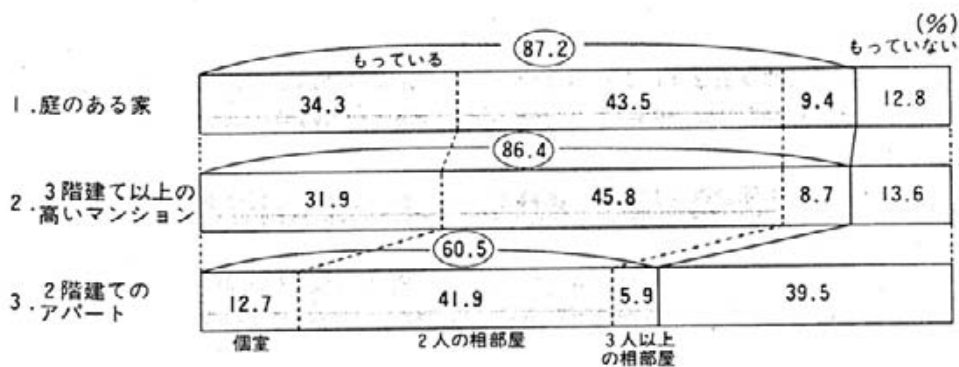 (%)
もっている
87.2
もっていない
1.庭のある家
34.3
43.5
9.4
12.8
86.4
2.3階建て以上の
高いマンション
31.9
45.8
8.7
13.6
60.5
3.2階建ての
アパート
12.7
41.9
5.9
39.5
個室
2人の相部屋
3人以上
の相部屋